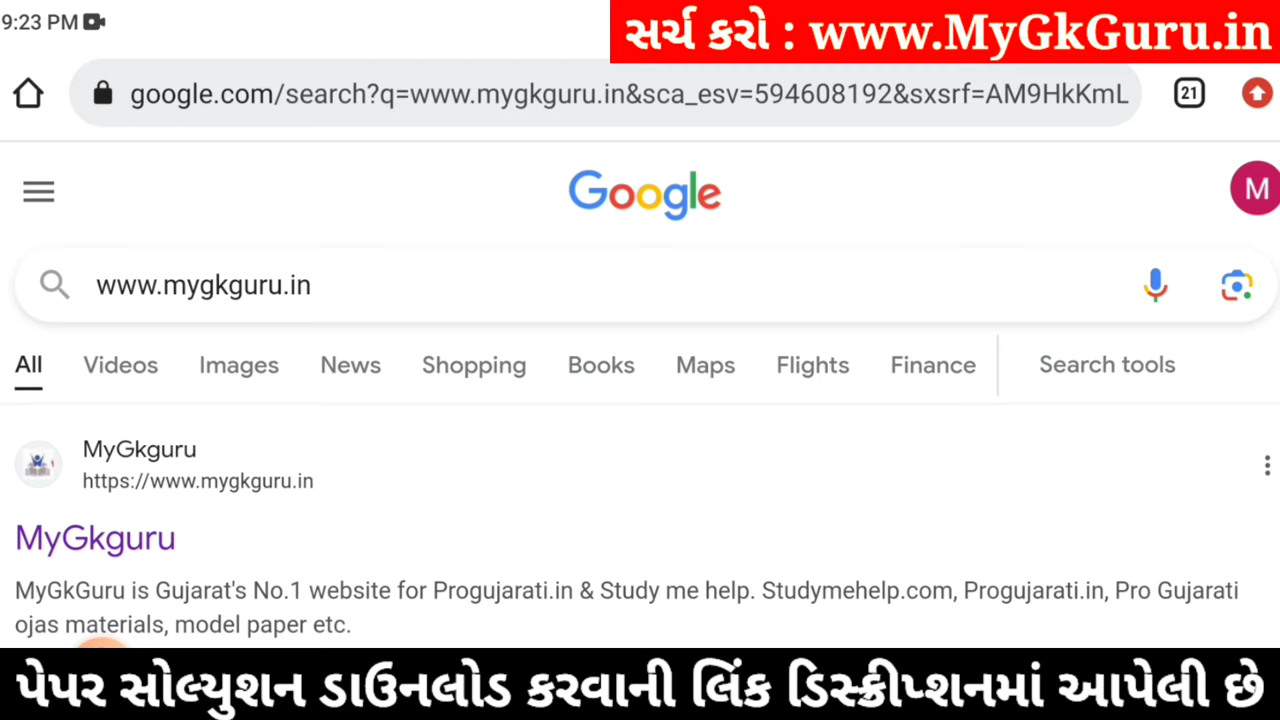 9:23 PM
સર્ચ કરો : www.MyGkGuru.in
google.com/search?q=www.mygkguru.in&sca_esv=594608192&sxsrf=AM9HkKmL
21
Google
M
www.mygkguru.in
All Videos Images News Shopping Books Maps Flights Finance Search tools
MyGkguru
https://www.mygkguru.in
MyGkguru
MyGkGuru is Gujarat's No.1 website for Progujarati.in & Study me help. Studymehelp.com, Progujarati.in, Pro Gujarati
ojas materials, model paper etc.
પેપર સોલ્યુશન ડાઉનલોડ કરવાની લિંક ડિસ્ક્રીપ્શનમાં આપેલી છે